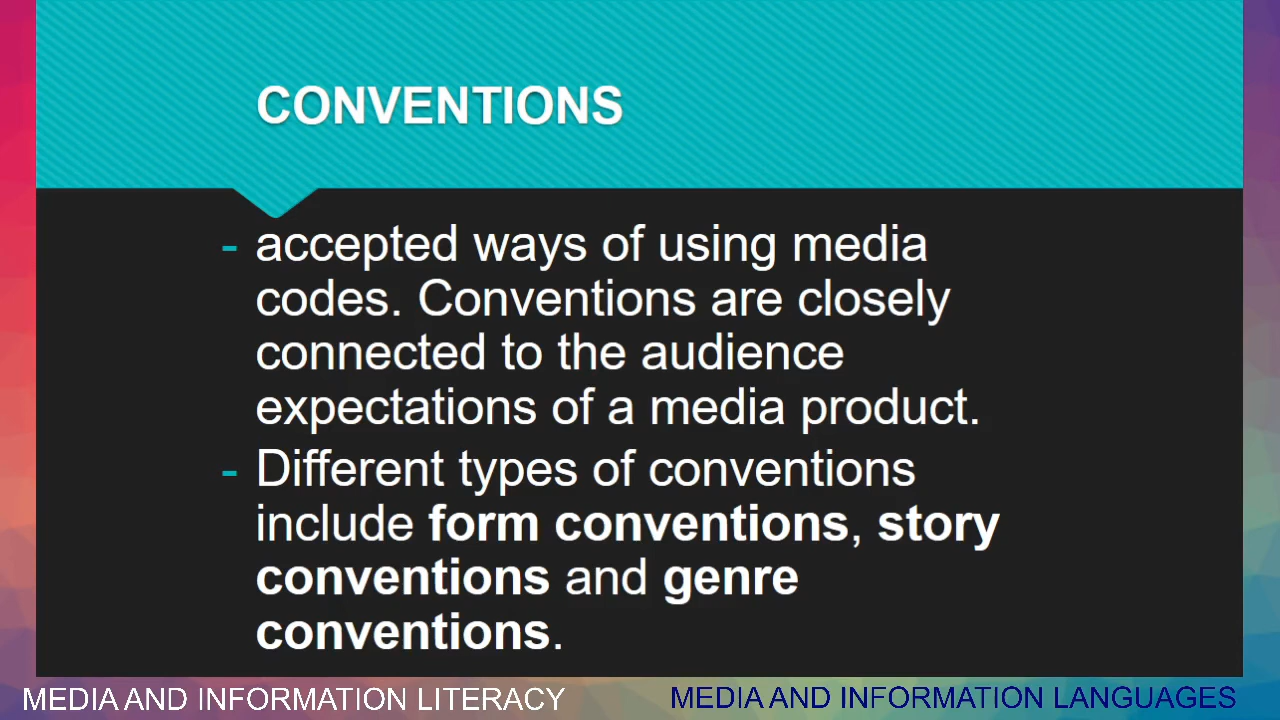 CONVENTIONS
- accepted ways of using media
codes. Conventions are closely
connected to the audience
expectations of a media product.
- Different types of conventions
include form conventions, story
conventions and genre
conventions.
MEDIA AND INFORMATION LITERACY
MEDIA AND INFORMATION LANGUAGES